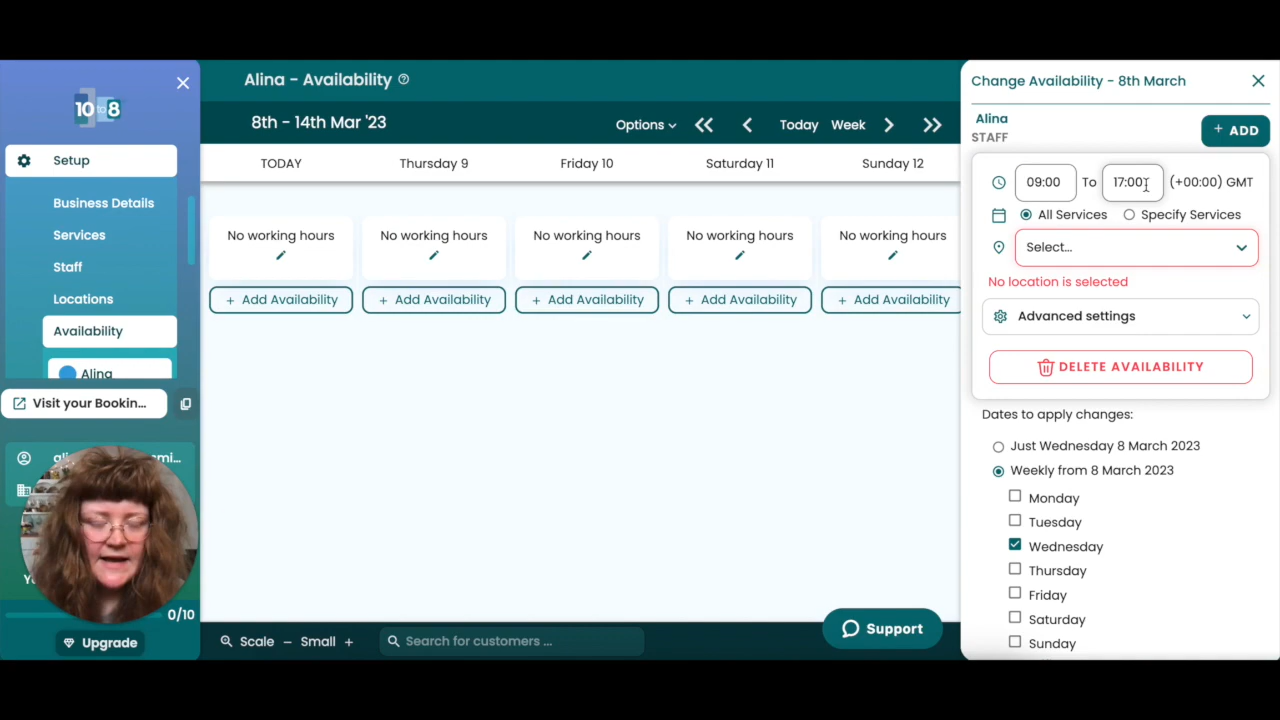 10 to 8
Setup
Business Details
Services
Staff
Locations
Availability
Alina
Visit your Bookin...
mi...
0/10
Upgrade
Alina - Availability
8th - 14th Mar '23
Options
Today
Week
TODAY
Thursday 9
Friday 10
Saturday 11
Sunday 12
No working hours
No working hours
No working hours
No working hours
No working hours
+ Add Availability
+ Add Availability
+ Add Availability
+ Add Availability
+ Add Availability
Scale - Small +
Search for customers ...
Support
Change Availability - 8th March
Alina
STAFF
+ ADD
09:00 To 17:00 (+00:00) GMT
All Services
Specify Services
Select...
No location is selected
Advanced settings
DELETE AVAILABILITY
Dates to apply changes:
Just Wednesday 8 March 2023
Weekly from 8 March 2023
Monday
Tuesday
Wednesday
Thursday
Friday
Saturday
Sunday